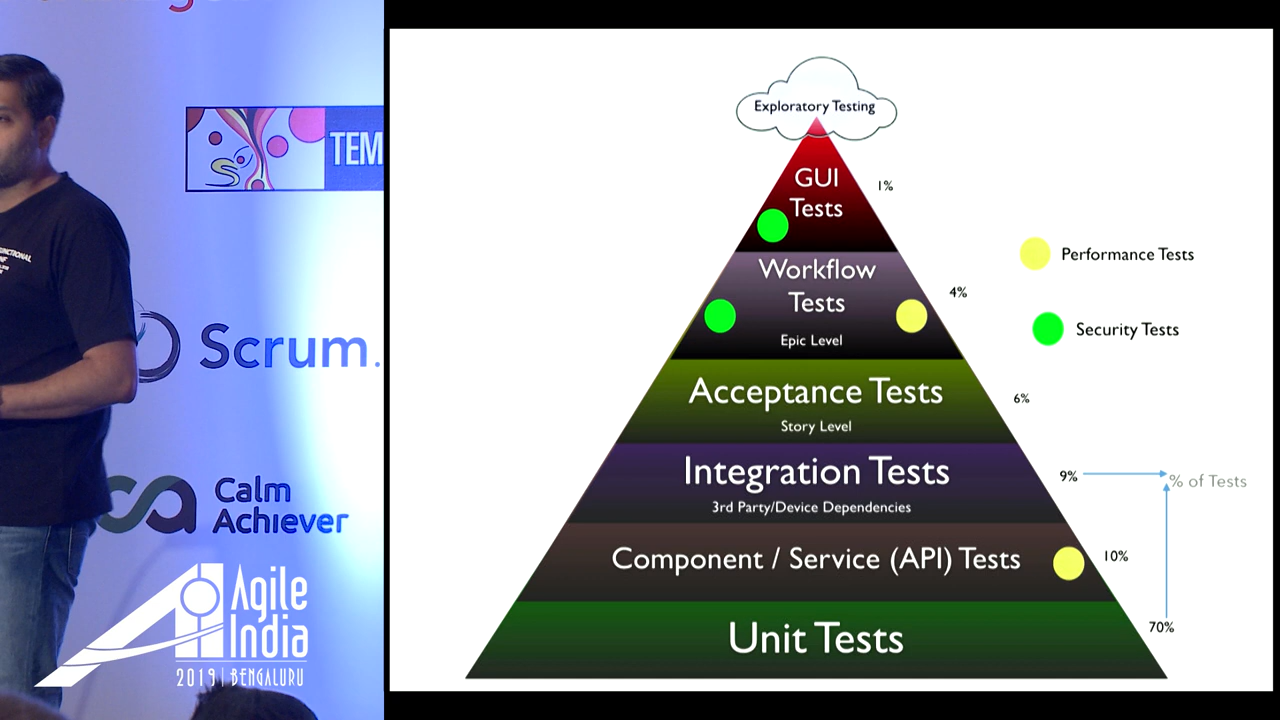 TEM
Scrum.
Calm
Achiever
Agile
India
2019 | BENGALURU
Exploratory Testing
GUI
Tests
1%
Workflow
Tests
Epic Level
4%
Acceptance Tests
Story Level
6%
Integration Tests
3rd Party/Device Dependencies
9%
% of Tests
Component / Service (API) Tests
10%
Unit Tests
70%
Performance Tests
Security Tests